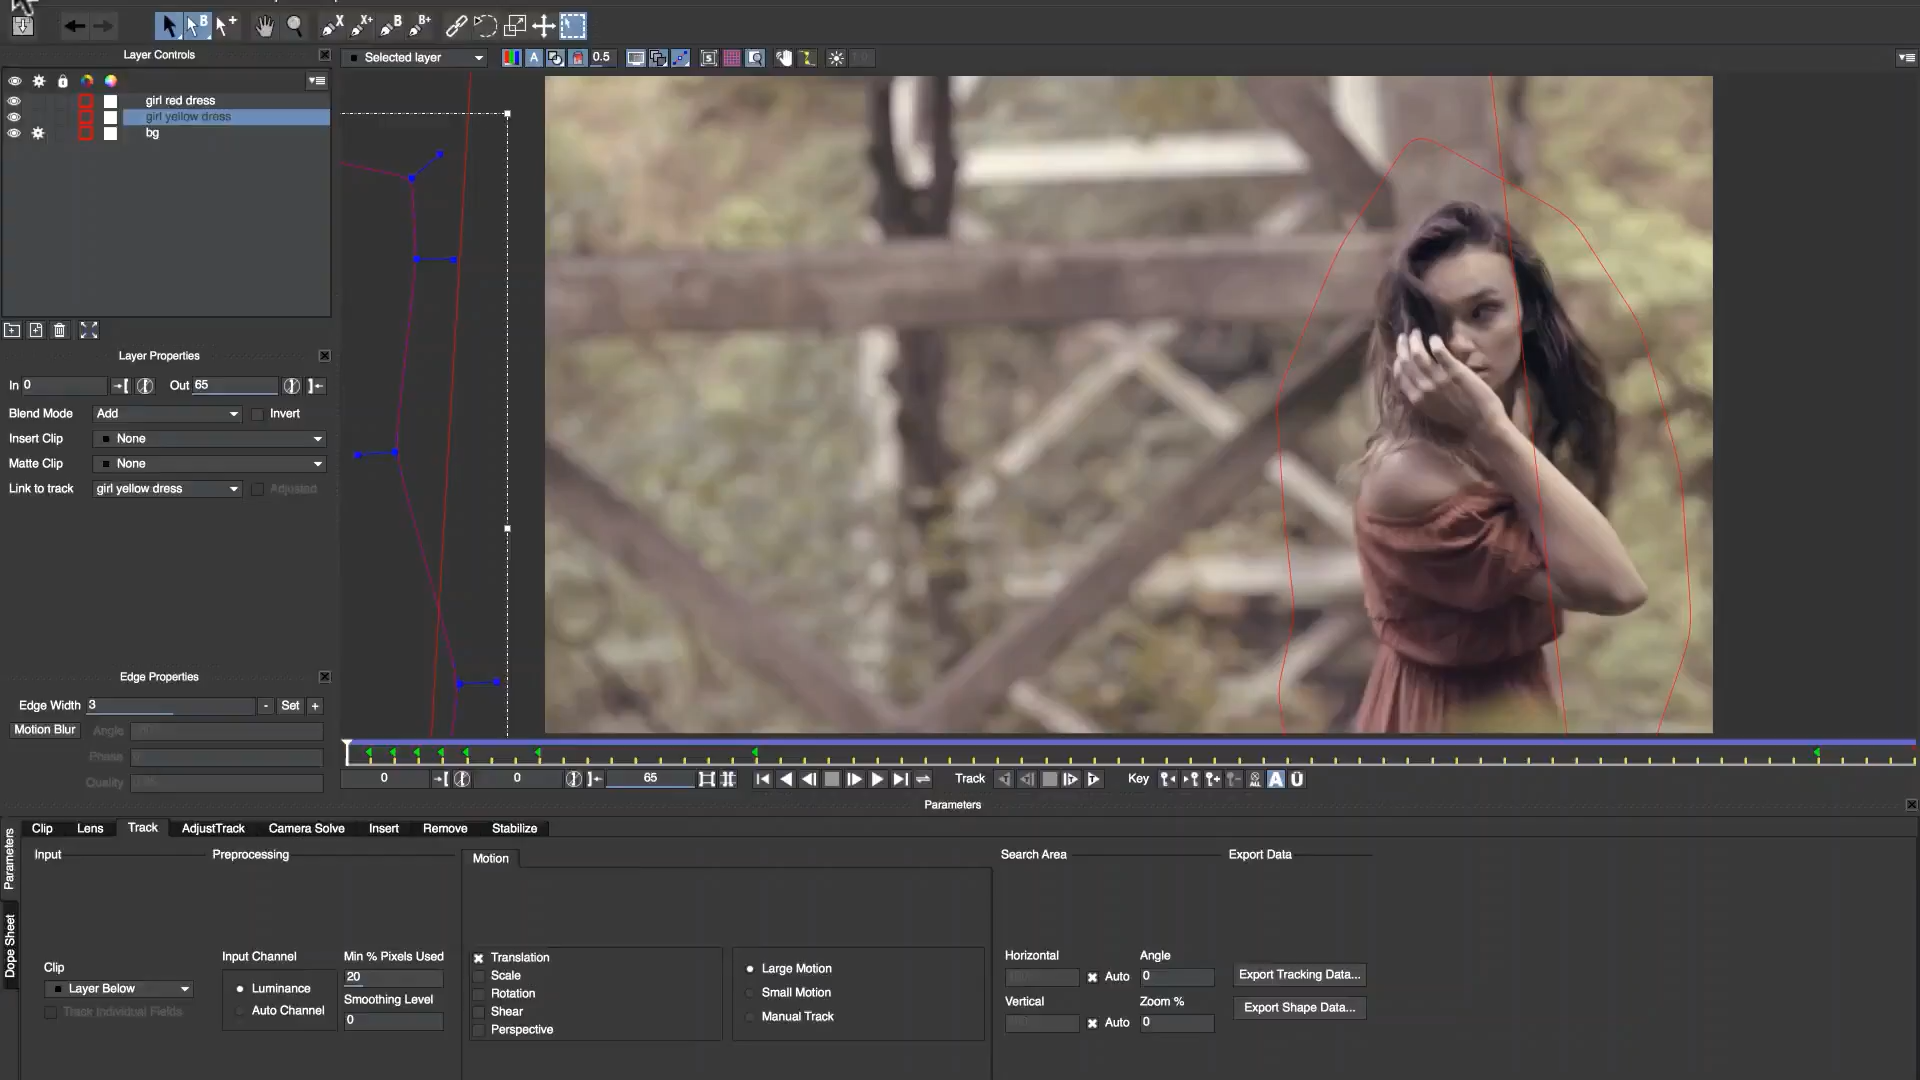 X X+ B B+
Layer Controls
Selected layer
A
0.5
girl red dress
girl yellow dress
bg
Layer Properties
In 0 Out 65
Blend Mode Add Invert
Insert Clip None
Matte Clip None
Link to track girl yellow dress Adjusted
Edge Properties
Edge Width 3 - Set +
Motion Blur Angle
Phase
Quality
0 0 65 Track Key ALL A U
Parameters
Clip Lens Track AdjustTrack Camera Solve Insert Remove Stabilize
Parameters
Dope Sheet
Input Preprocessing Motion Search Area Export Data
Clip
Layer Below
Track Individual Fields
Input Channel
Luminance
Auto Channel
Min % Pixels Used
20
Smoothing Level
0
Translation
Scale
Rotation
Shear
Perspective
Large Motion
Small Motion
Manual Track
Horizontal Angle
Auto 0
Vertical Zoom %
Auto 0
Export Tracking Data...
Export Shape Data...